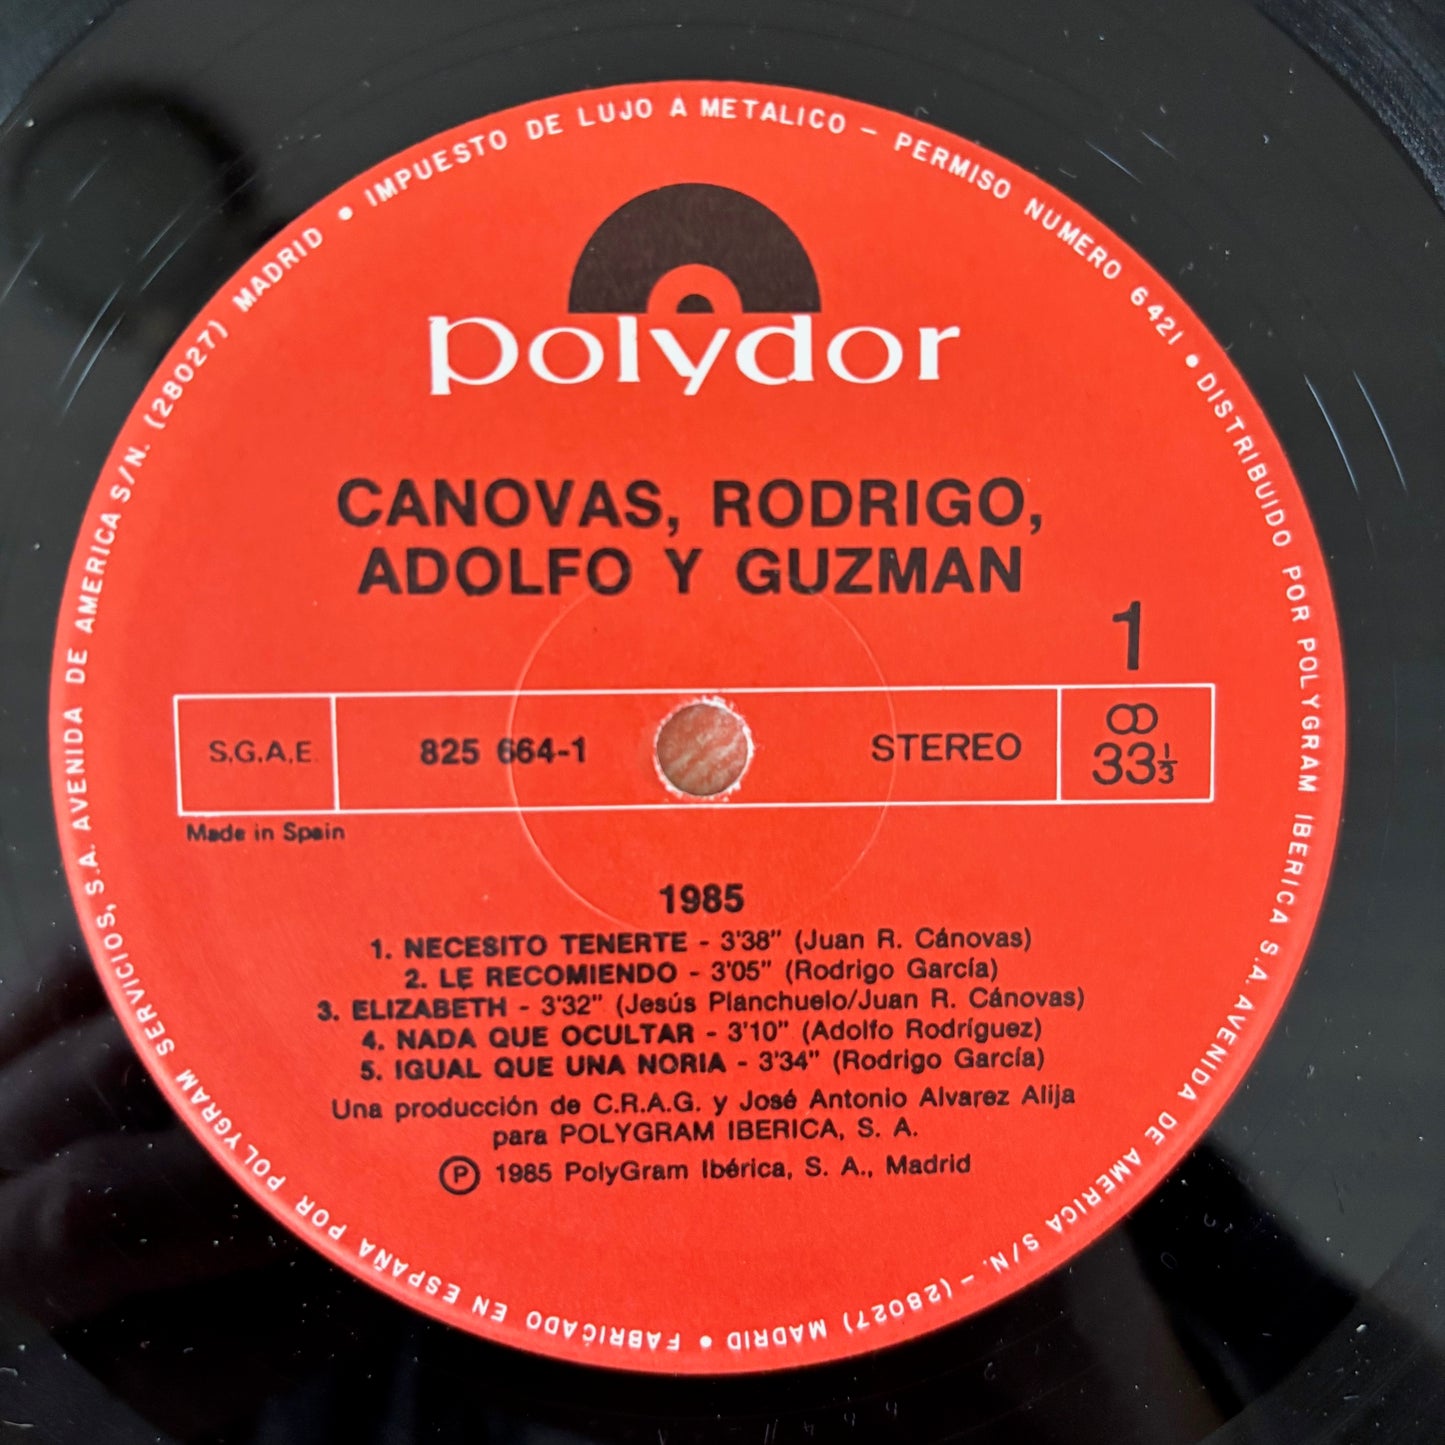 IMPUESTO DE LUJO A METALICO — PERMISO NUMERO 6421 • DISTRIBUIDO POR POLYGRAM IBERICA S.A. AVENIDA DE AMERICA S/N. – (28027) MADRID •
FABRICADO EN ESPAÑA POR POLYGRAM SERVICIOS, S.A. AVENIDA DE AMERICA S/N. (28027) MADRID •
polydor
CANOVAS, RODRIGO,
ADOLFO Y GUZMAN
1
S.G.A.E.
825 664-1
STEREO
33 1/3
Made in Spain
1985
1. NECESITO TENERTE - 3'38" (Juan R. Cánovas)
2. LE RECOMIENDO - 3'05" (Rodrigo García)
3. ELIZABETH - 3'32" (Jesús Planchuelo/Juan R. Cánovas)
4. NADA QUE OCULTAR - 3'10" (Adolfo Rodríguez)
5. IGUAL QUE UNA NORIA - 3'34" (Rodrigo García)
Una producción de C.R.A.G. y José Antonio Alvarez Alija
para POLYGRAM IBERICA, S. A.
Ⓟ 1985 PolyGram Ibérica, S. A., Madrid